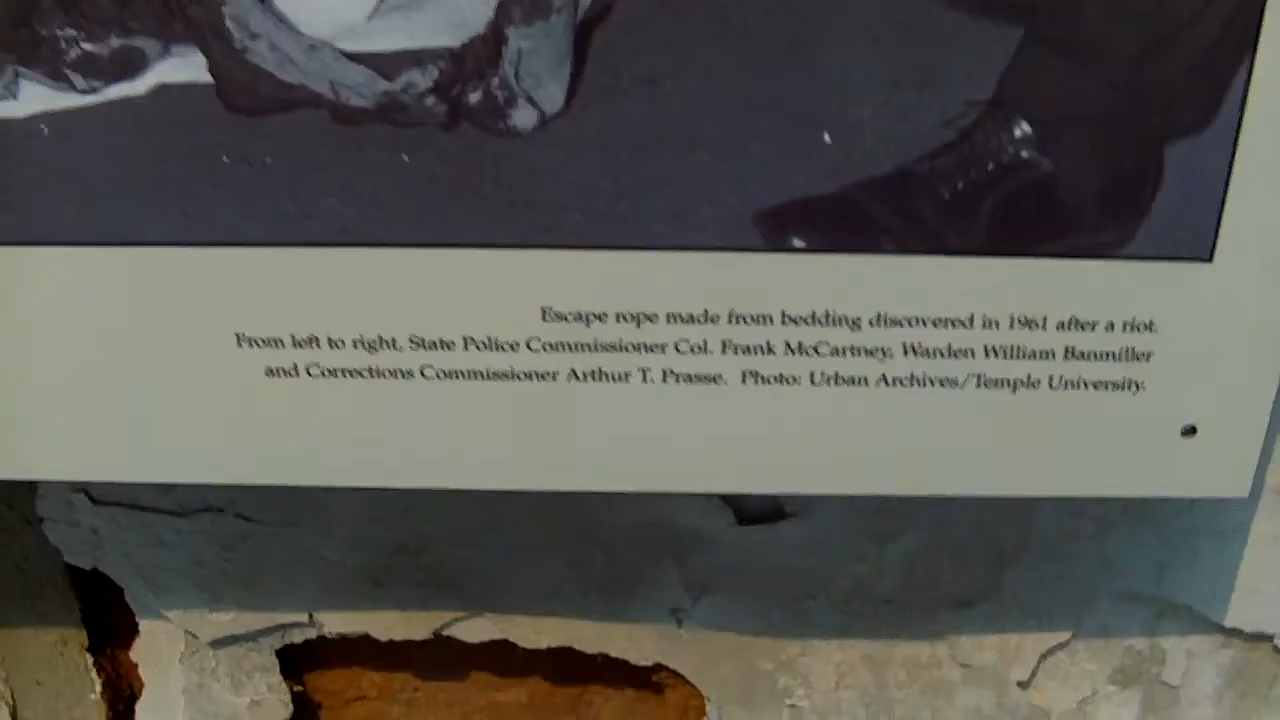 Escape rope made from bedding discovered in 1961 after a riot.
From left to right, State Police Commissioner Col. Frank McCartney, Warden William Banmiller
and Corrections Commissioner Arthur T. Prasse. Photo: Urban Archives/Temple University.